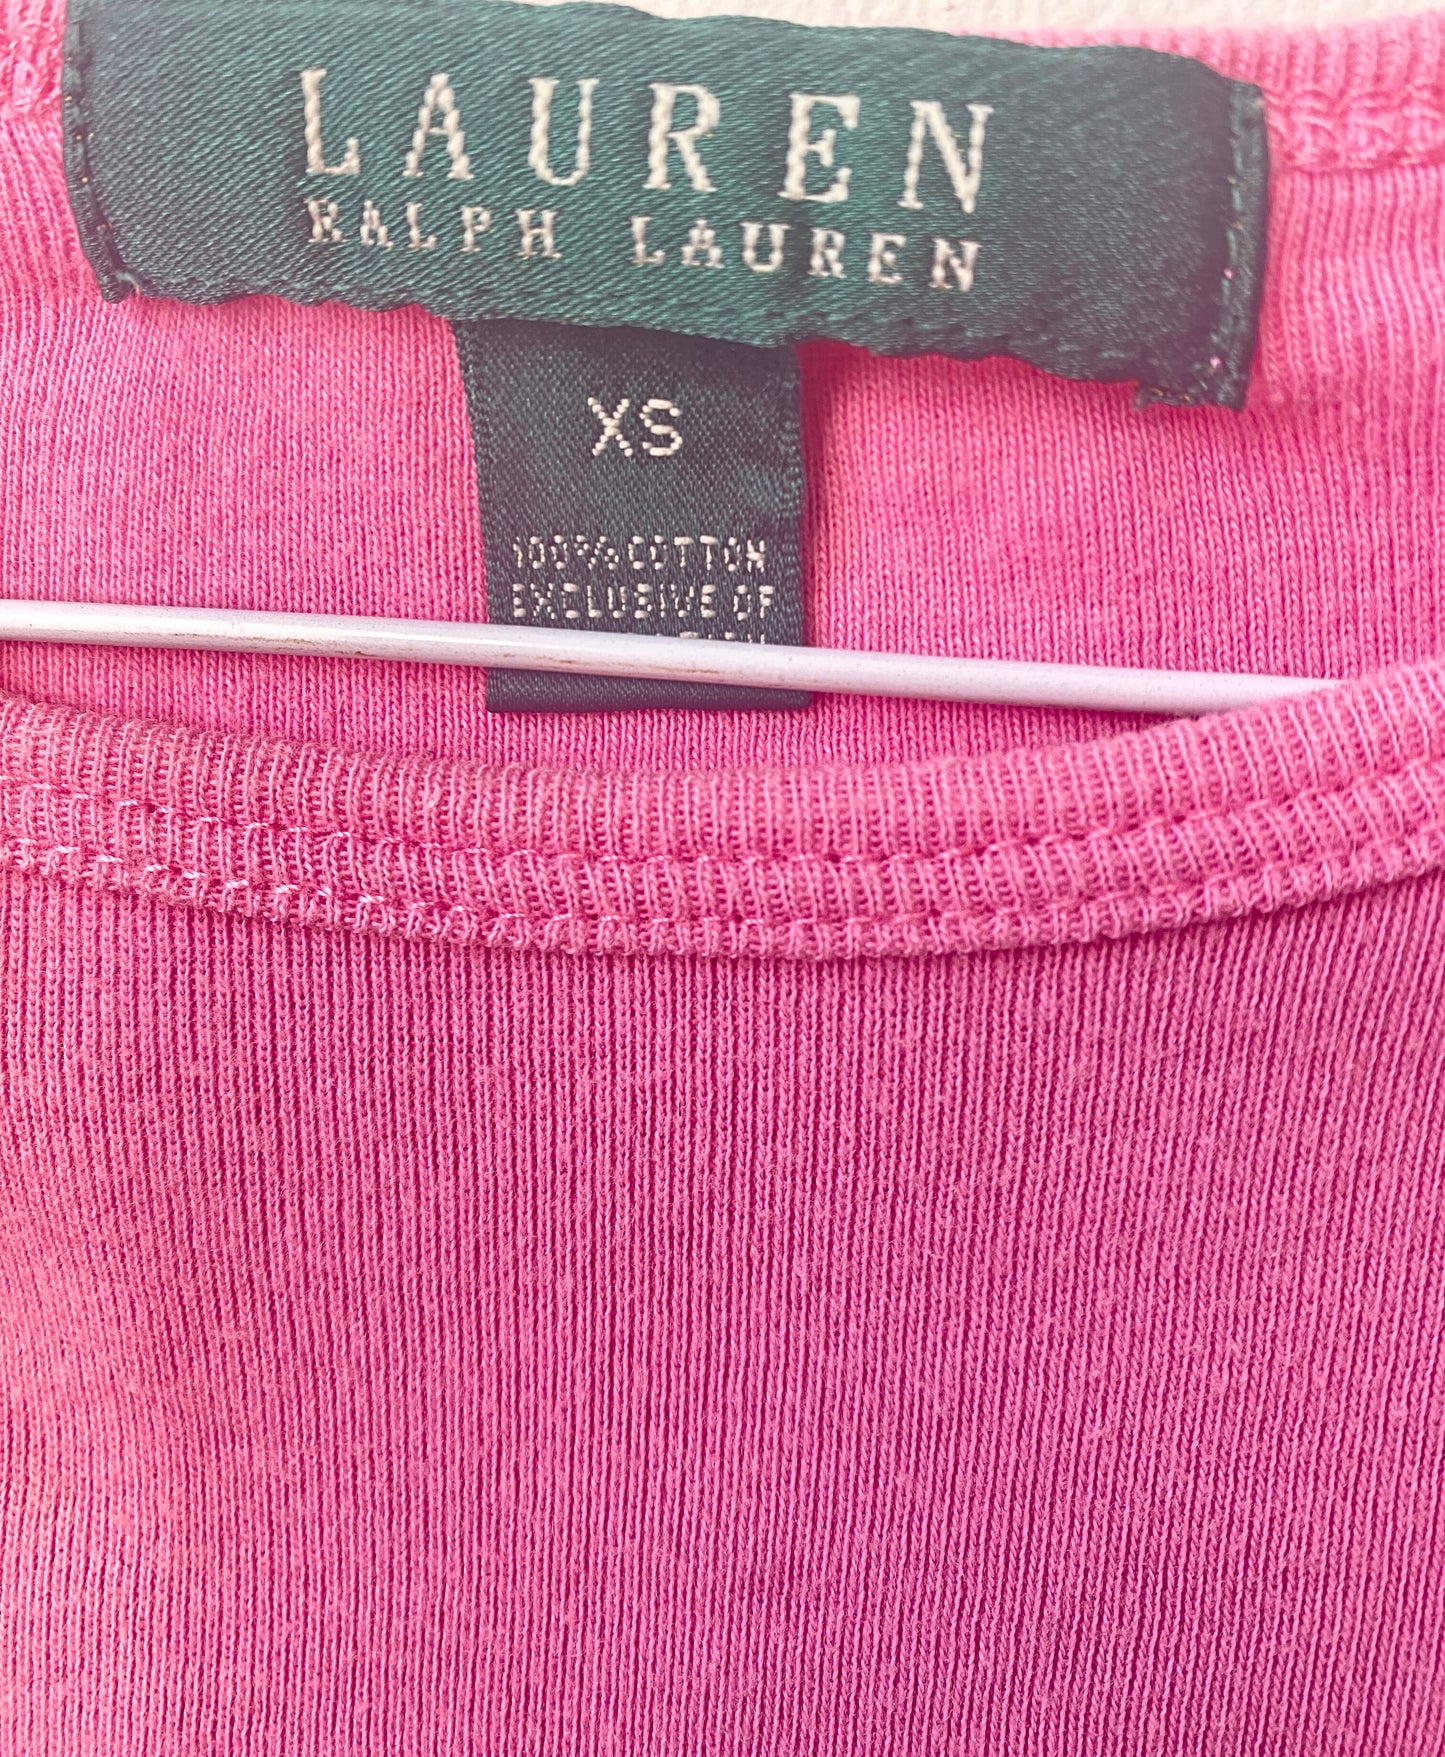 LAUREN
RALPH LAUREN
XS
100% COTTON
EXCLUSIVE OF